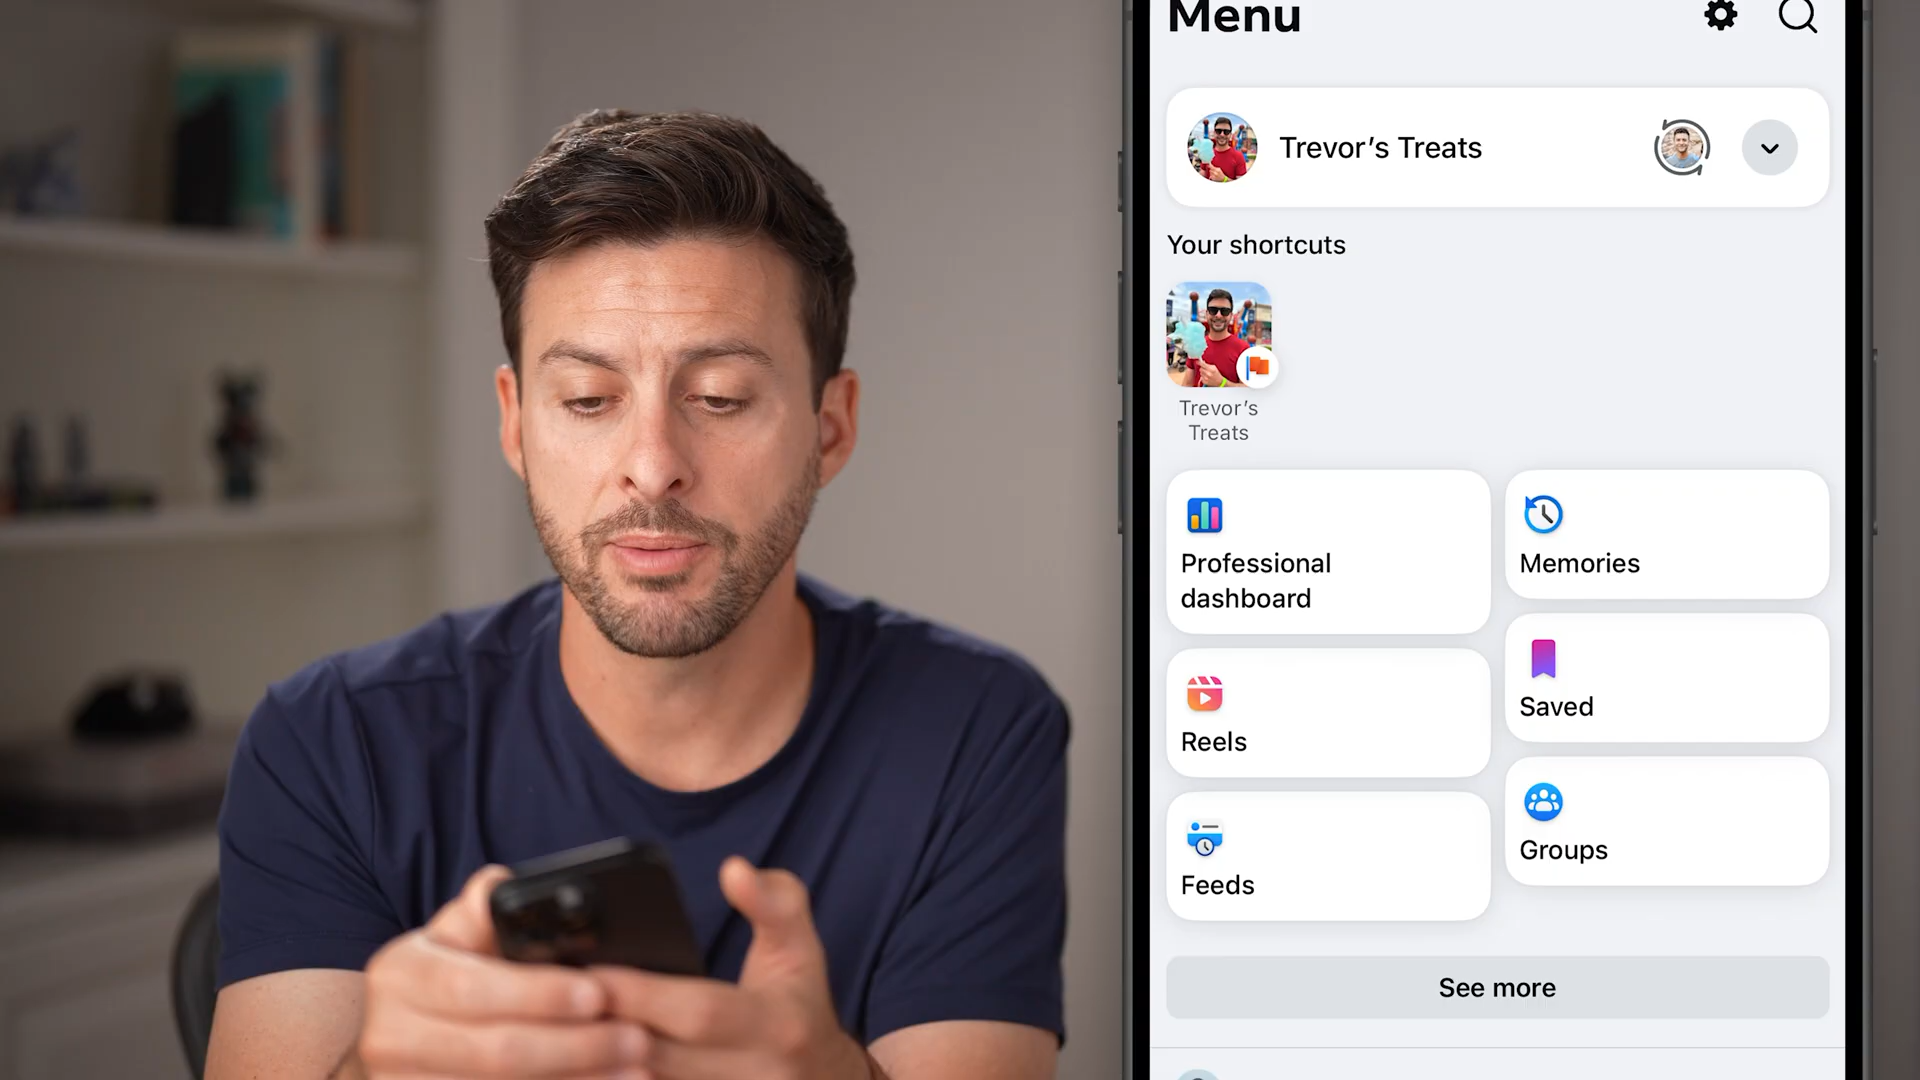 Menu
Trevor's Treats
Your shortcuts
Trevor's
Treats
Professional
dashboard
Memories
Reels
Saved
Feeds
Groups
See more